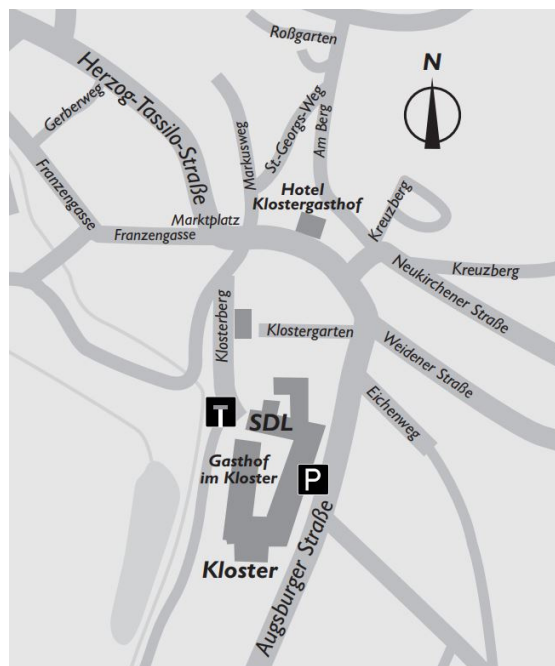 Roßgarten
N
Herzog-Tassilo-Straße
Gerberweg
Markusweg
St.-Georgs-Weg
Am Berg
Franzengasse
Hotel
Klostergasthof
Kreuzberg
Marktplatz
Franzengasse
Kreuzberg
Neukirchener Straße
Klosterberg
Klostergarten
Weidener Straße
Eichenweg
T
SDL
Gasthof
im Kloster
P
Kloster
Augsburger Straße